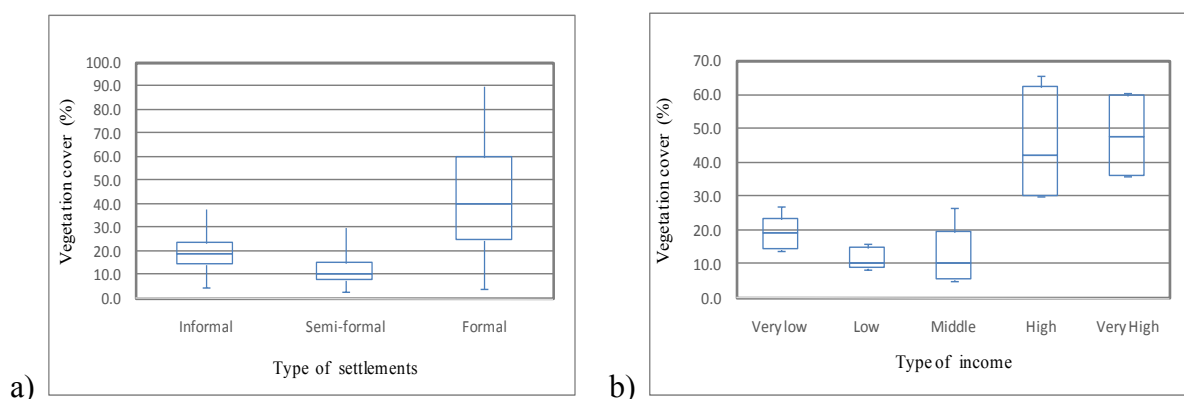 100.0
90.0
80.0
70.0
60.0
50.0
40.0
30.0
20.0
10.0
0.0
Vegetation cover (%)
Informal Semi-formal Formal
Type of settlements
a)
70.0
60.0
50.0
40.0
30.0
20.0
10.0
0.0
Vegetation cover (%)
Very low Low Middle High Very High
Type of income
b)